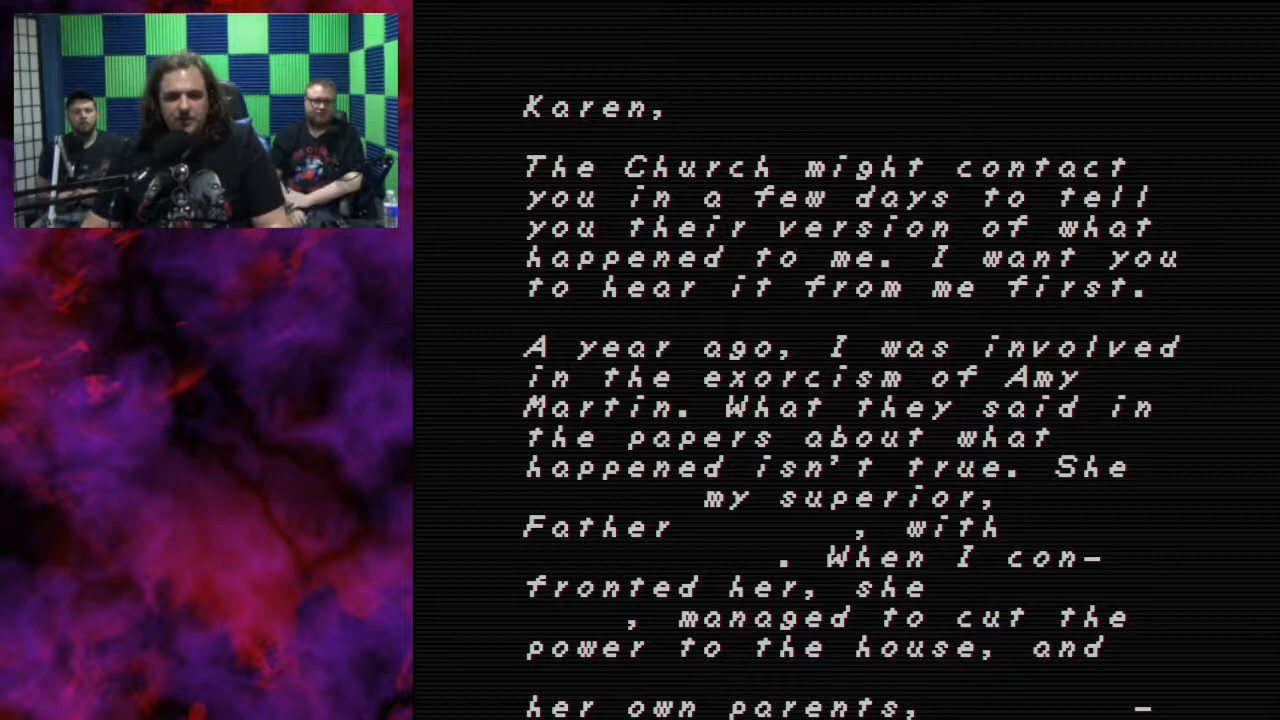 Karen,
The Church might contact
you in a few days to tell
you their version of what
happened to me. I want you
to hear it from me first.
A year ago, I was involved
in the exorcism of Amy
Martin. What they said in
the papers about what
happened isn't true. She
my superior,
Father , with
. When I con-
fronted her, she
, managed to cut the
power to the house, and
her own parents, -